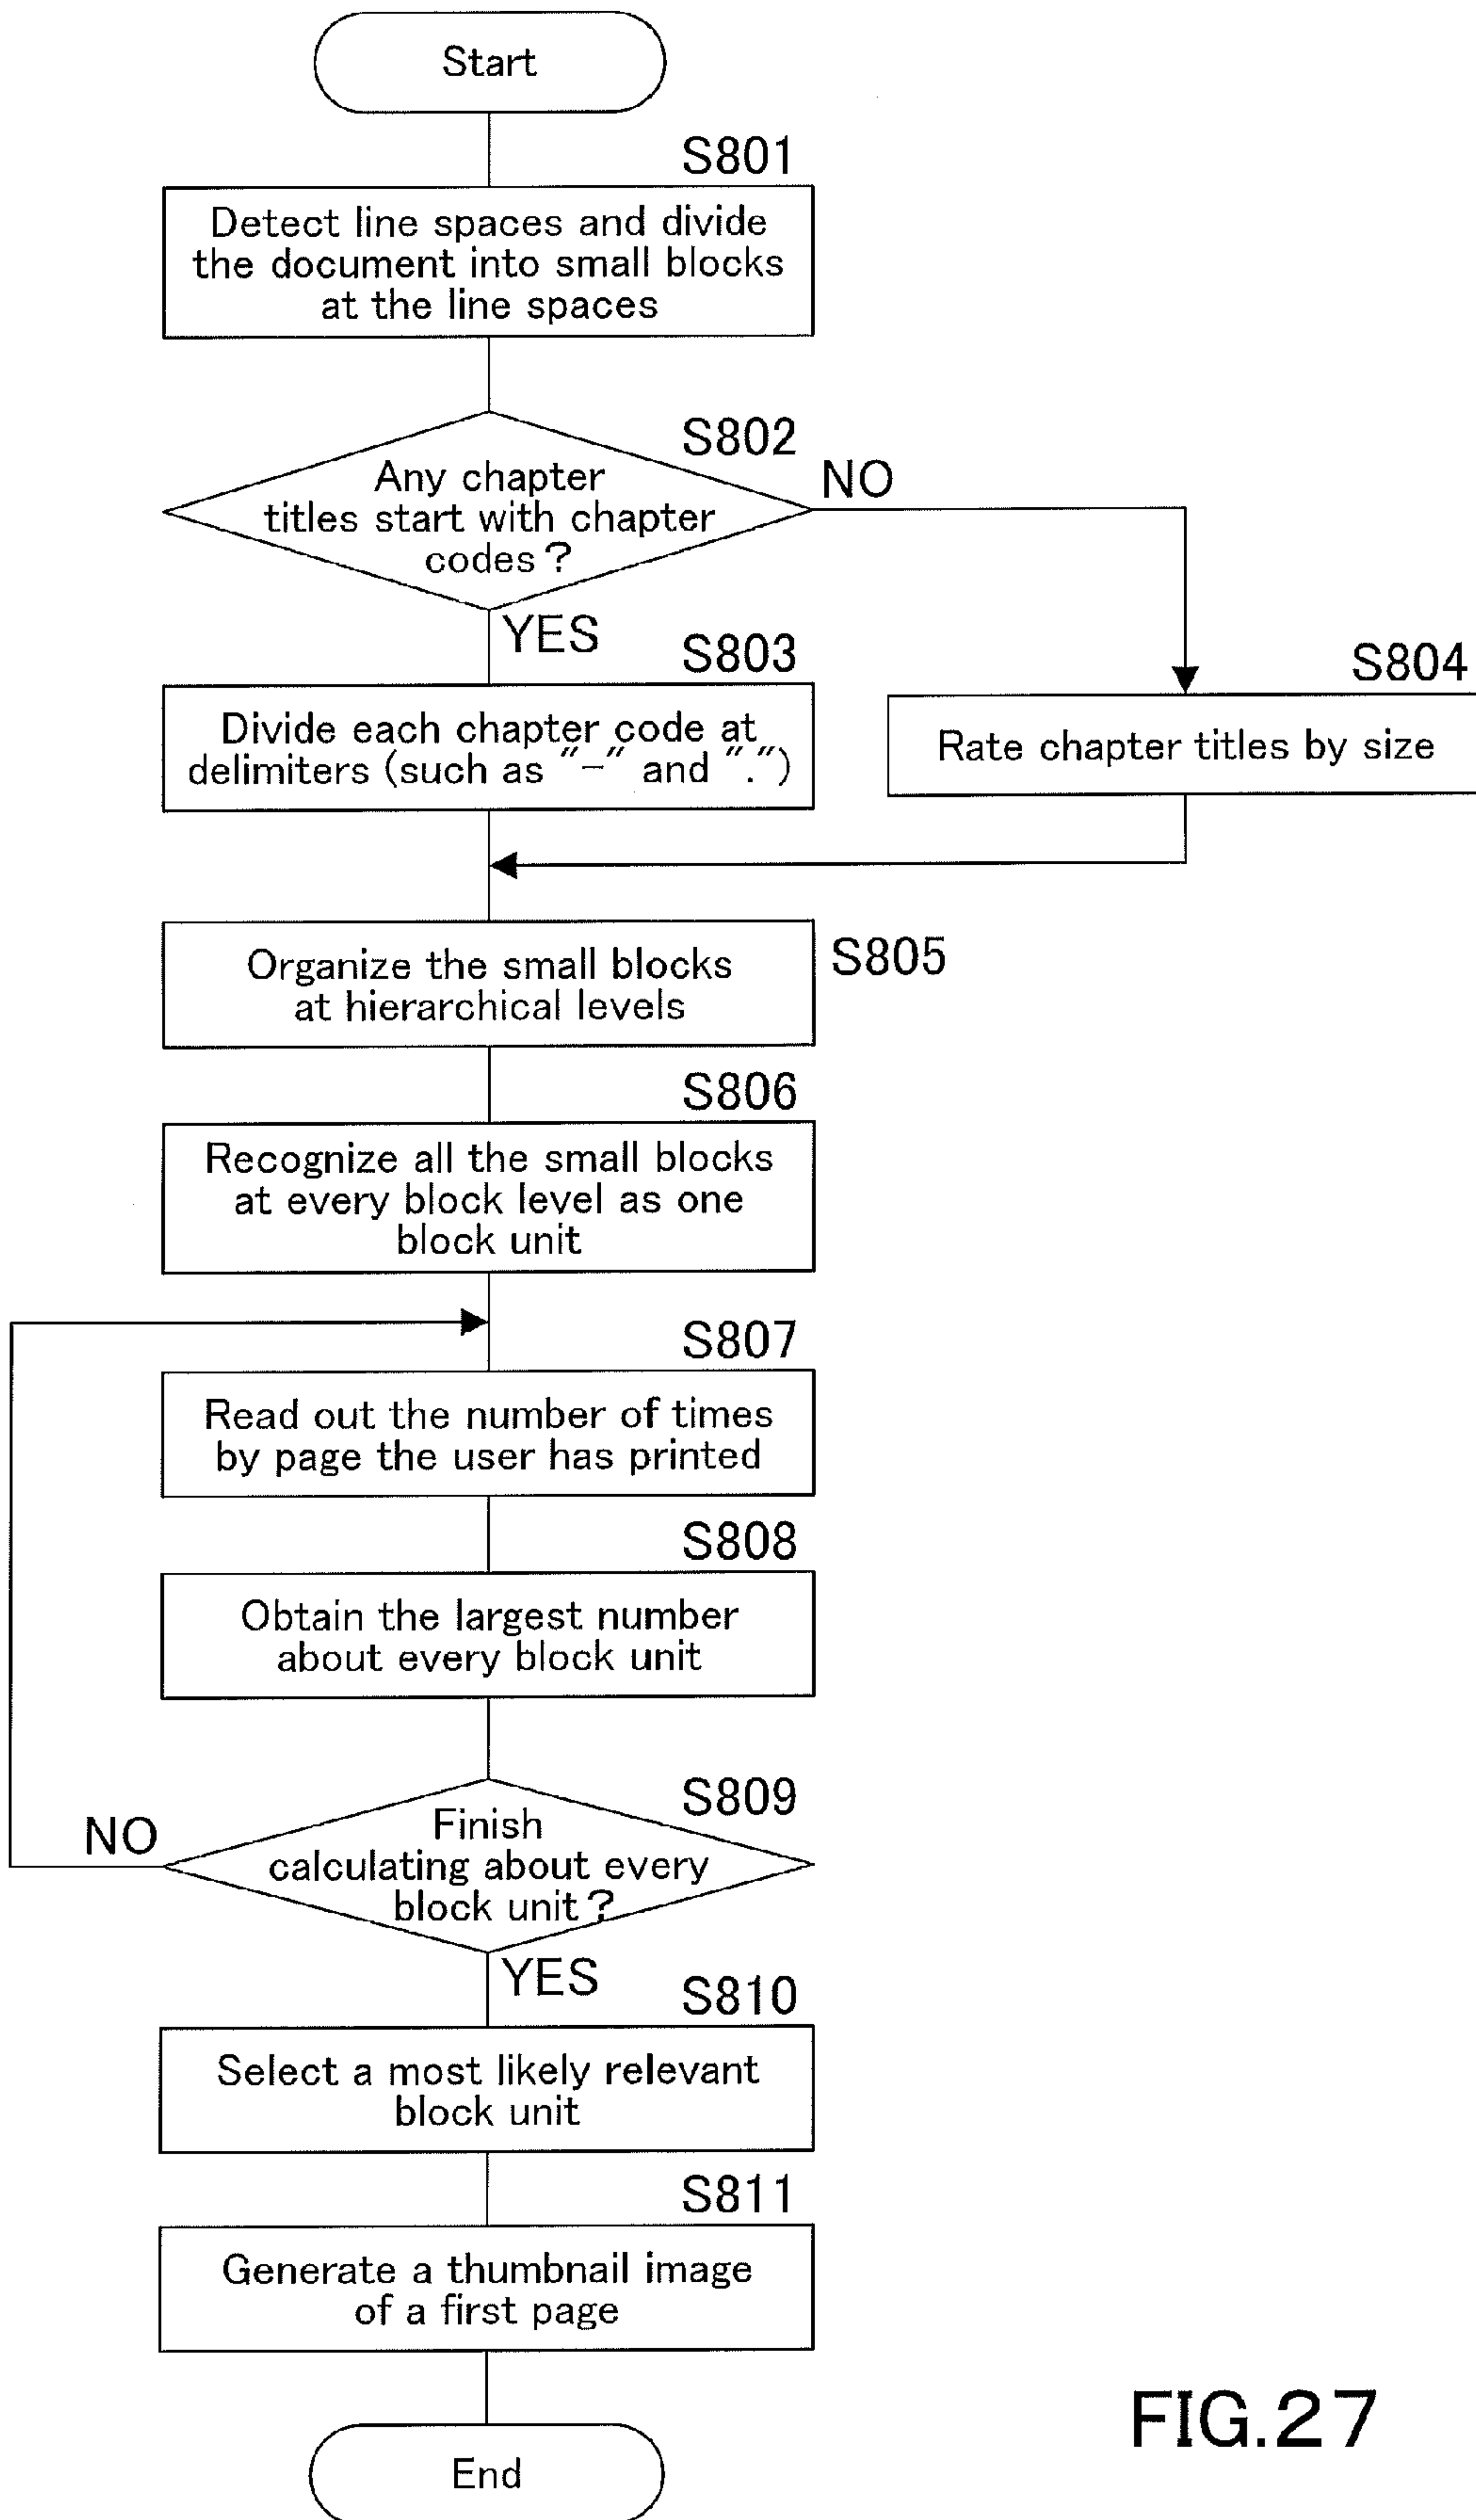 Start
S801
Detect line spaces and divide
the document into small blocks
at the line spaces
S802
Any chapter
titles start with chapter
codes?
NO
YES
S803
Divide each chapter code at
delimiters (such as "-" and ".")
S804
Rate chapter titles by size
Organize the small blocks
at hierarchical levels
S805
S806
Recognize all the small blocks
at every block level as one
block unit
S807
Read out the number of times
by page the user has printed
S808
Obtain the largest number
about every block unit
S809
Finish
calculating about every
block unit?
NO
YES
S810
Select a most likely relevant
block unit
S811
Generate a thumbnail image
of a first page
End
FIG.27